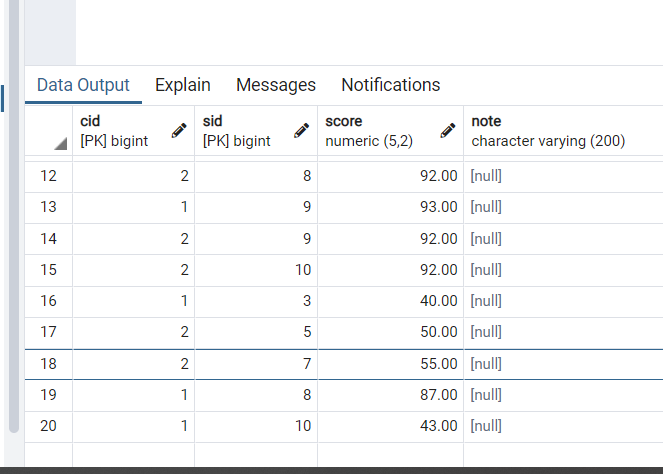 Data Output Explain Messages Notifications
cid sid score note
[PK] bigint [PK] bigint numeric (5,2) character varying (200)
12 2 8 92.00 [null]
13 1 9 93.00 [null]
14 2 9 92.00 [null]
15 2 10 92.00 [null]
16 1 3 40.00 [null]
17 2 5 50.00 [null]
18 2 7 55.00 [null]
19 1 8 87.00 [null]
20 1 10 43.00 [null]